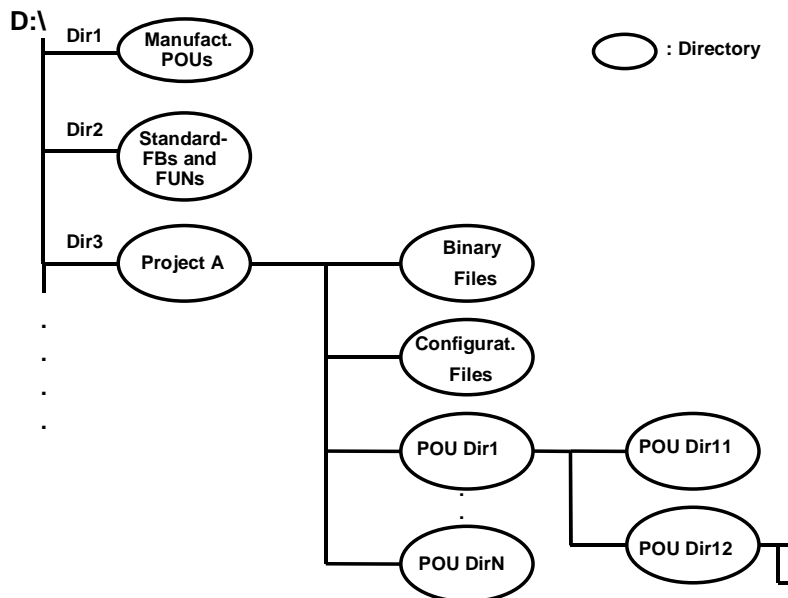 D:\
Dir1
Manufact.
POUs
: Directory
Dir2
Standard-
FBs and
FUNs
Dir3
Project A
Binary
Files
Configurat.
Files
POU Dir1
POU Dir11
POU DirN
POU Dir12